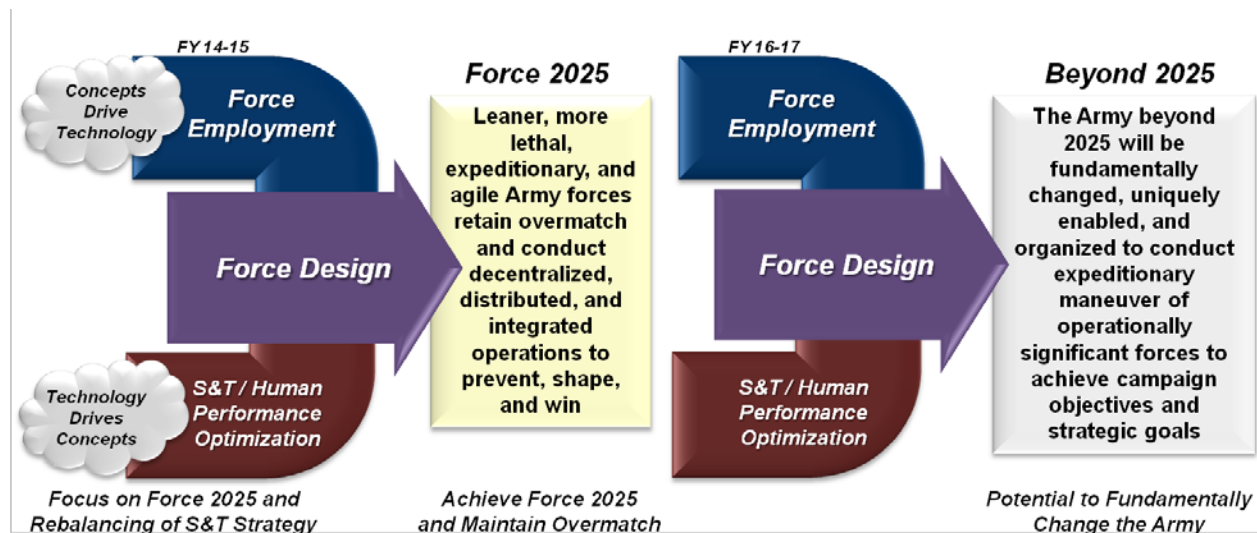 FY 14-15
Concepts
Drive
Technology
Force
Employment
Force Design
Technology
Drives
Concepts
S&T / Human
Performance
Optimization
Focus on Force 2025 and
Rebalancing of S&T Strategy
Force 2025
Leaner, more
lethal,
expeditionary, and
agile Army forces
retain overmatch
and conduct
decentralized,
distributed, and
integrated
operations to
prevent, shape,
and win
Achieve Force 2025
and Maintain Overmatch
FY 16-17
Force
Employment
Force Design
S&T / Human
Performance
Optimization
Beyond 2025
The Army beyond
2025 will be
fundamentally
changed, uniquely
enabled, and
organized to conduct
expeditionary
maneuver of
operationally
significant forces to
achieve campaign
objectives and
strategic goals
Potential to Fundamentally
Change the Army